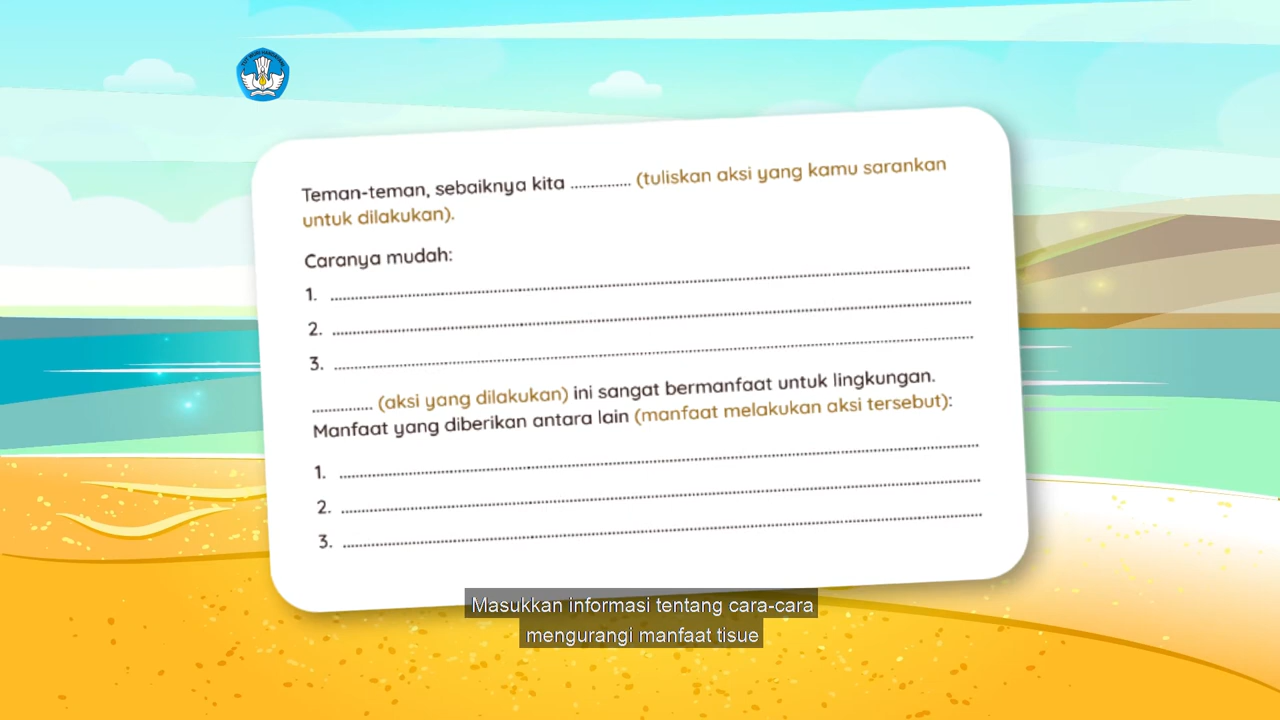 Teman-teman, sebaiknya kita ............... (tuliskan aksi yang kamu sarankan
untuk dilakukan).
Caranya mudah:
1. ................................................................................
2. ................................................................................
3. ................................................................................
............... (aksi yang dilakukan) ini sangat bermanfaat untuk lingkungan.
Manfaat yang diberikan antara lain (manfaat melakukan aksi tersebut):
1. ................................................................................
2. ................................................................................
3. ................................................................................
Masukkan informasi tentang cara-cara
mengurangi manfaat tisue